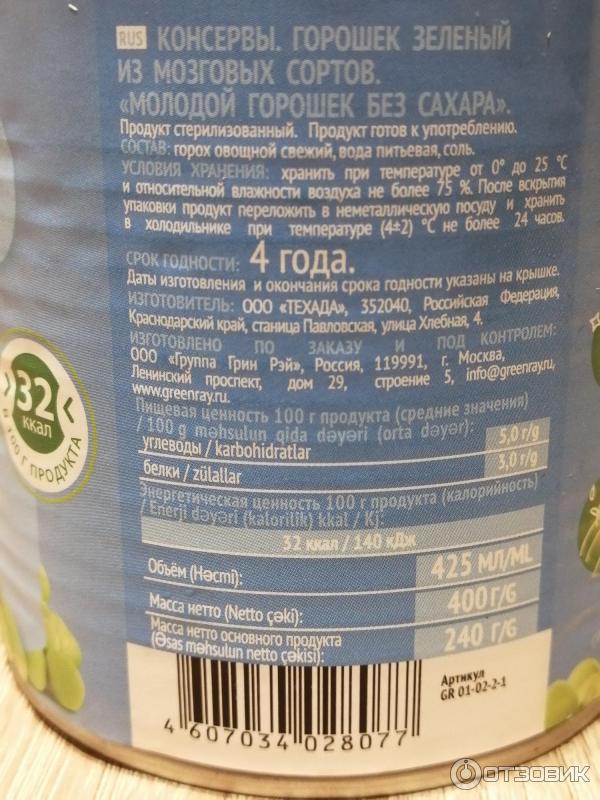 RUS КОНСЕРВЫ. ГОРОШЕК ЗЕЛЕНЫЙ
ИЗ МОЗГОВЫХ СОРТОВ.
«МОЛОДОЙ ГОРОШЕК БЕЗ САХАРА».
Продукт стерилизованный. Продукт готов к употреблению.
СОСТАВ: горох овощной свежий, вода питьевая, соль.
УСЛОВИЯ ХРАНЕНИЯ: хранить при температуре от 0° до 25 °С
и относительной влажности воздуха не более 75 %. После вскрытия
упаковки продукт переложить в неметаллическую посуду и хранить
в холодильнике при температуре (4±2) °С не более 24 часов.
СРОК ГОДНОСТИ: 4 года.
Даты изготовления и окончания срока годности указаны на крышке.
ИЗГОТОВИТЕЛЬ: ООО «ТЕХАДА», 352040, Российская Федерация,
Краснодарский край, станица Павловская, улица Хлебная, 4.
ИЗГОТОВЛЕНО ПО ЗАКАЗУ И ПОД КОНТРОЛЕМ:
ООО «Группа Грин Рэй», Россия, 119991, г. Москва,
Ленинский проспект, дом 29, строение 5, info@greenray.ru,
www.greenray.ru.
32
ккал
В 100 Г ПРОДУКТА
Пищевая ценность 100 г продукта (средние значения)
/ 100 g məhsulun qida dəyəri (orta dəyər):
углеводы / karbohidratlar 5,0 г/g
белки / zülallar 3,0 г/g
Энергетическая ценность 100 г продукта (калорийность)
/ Enerji dəyəri (kalorilik) kkal / Kj:
32 ккал / 140 кДж
Объём (Həcmi): 425 МЛ/ML
Масса нетто (Netto çəki): 400 Г/G
Масса нетто основного продукта
(Əsas məhsulun netto çəkisi): 240 Г/G
Артикул
GR 01-02-2-1
4 607034 028077
ОТЗОВИК